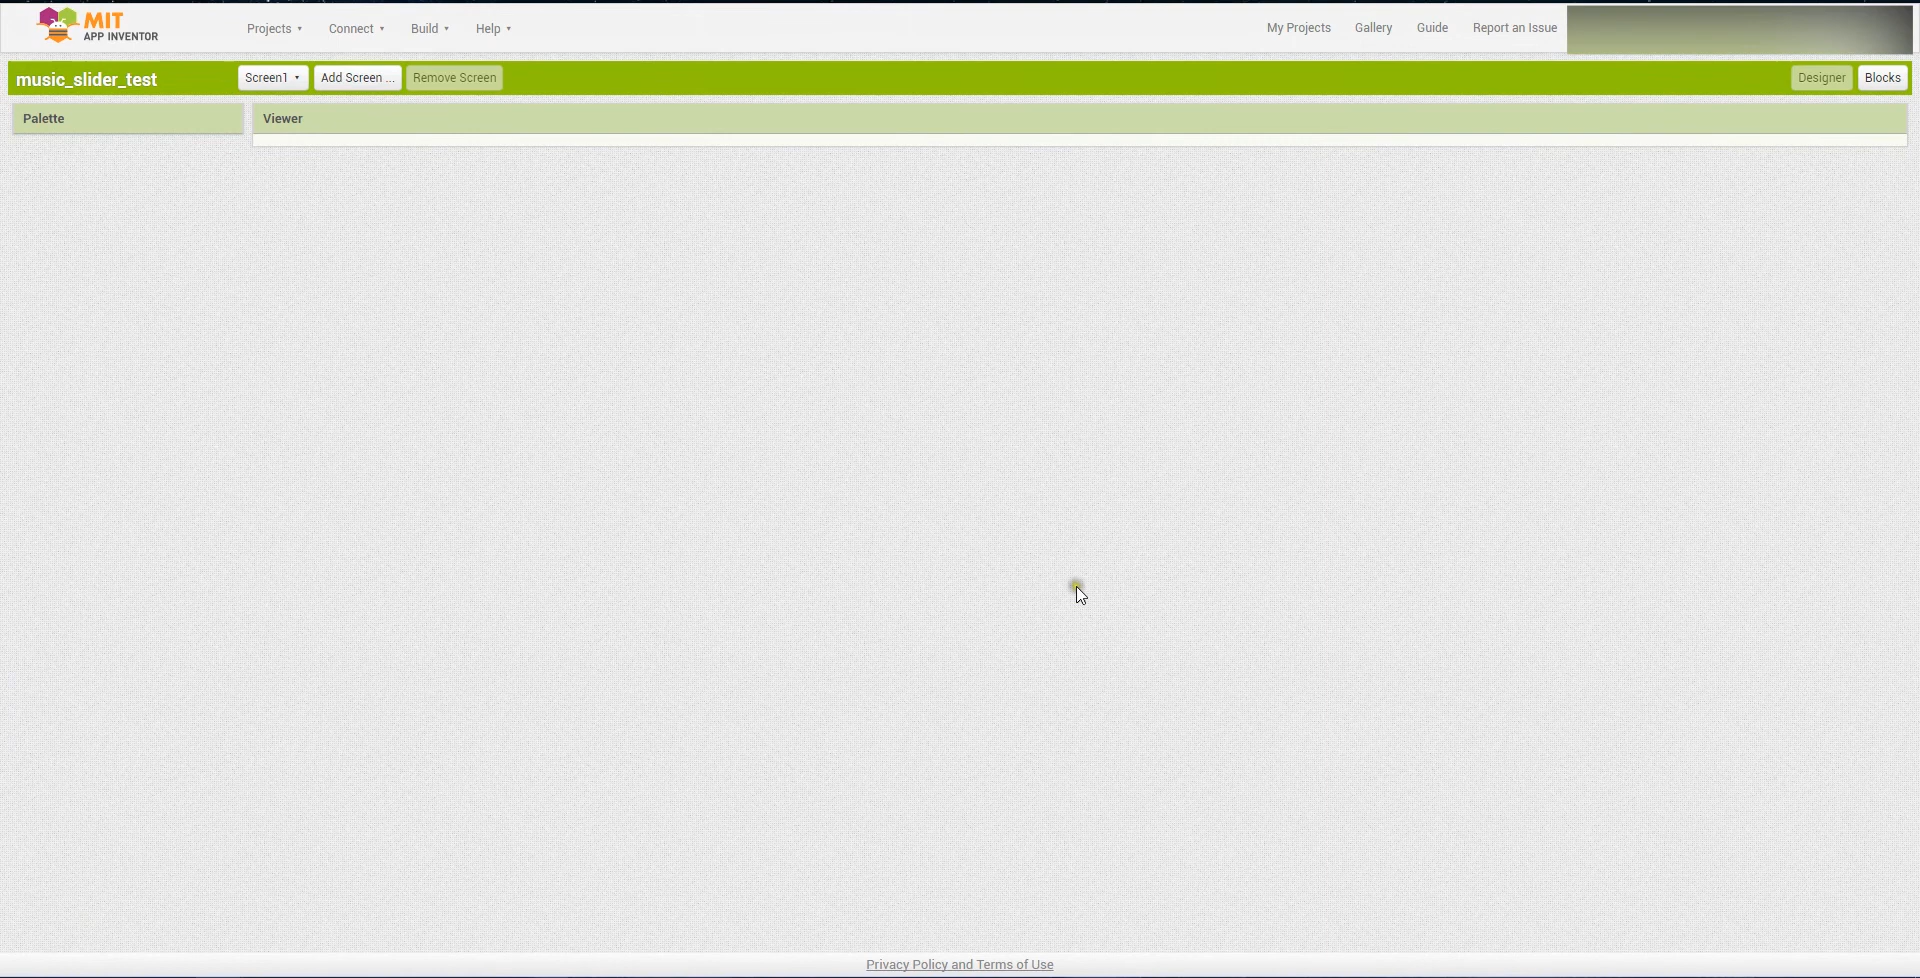 MIT
APP INVENTOR
Projects Connect Build Help My Projects Gallery Guide Report an Issue
music_slider_test Screen1 Add Screen ... Remove Screen Designer Blocks
Palette Viewer
Privacy Policy and Terms of Use